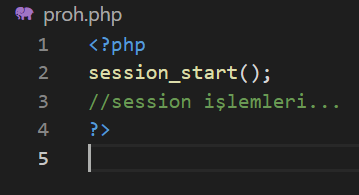 proh.php
1 <?php
2 session_start();
3 //session işlemleri...
4 ?>
5